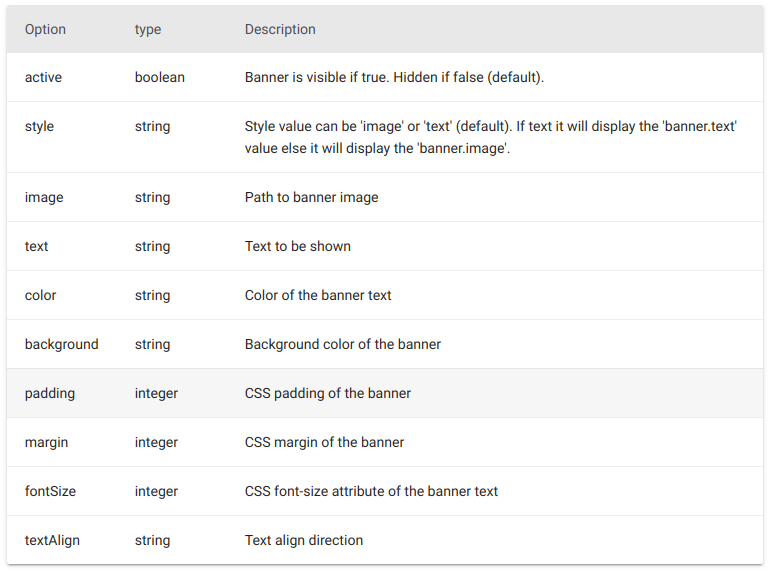 Option type Description
active boolean Banner is visible if true. Hidden if false (default).
style string Style value can be 'image' or 'text' (default). If text it will display the 'banner.text'
value else it will display the 'banner.image'.
image string Path to banner image
text string Text to be shown
color string Color of the banner text
background string Background color of the banner
padding integer CSS padding of the banner
margin integer CSS margin of the banner
fontSize integer CSS font-size attribute of the banner text
textAlign string Text align direction